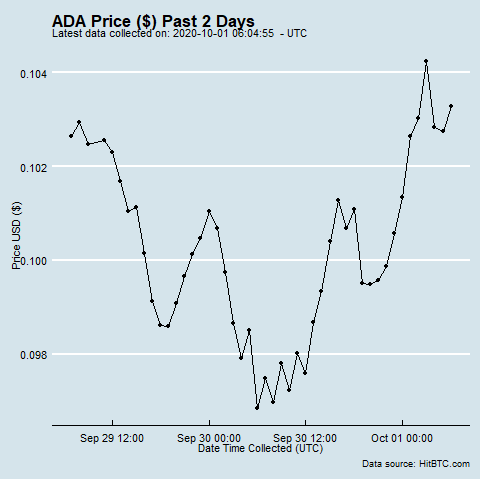 ADA Price ($) Past 2 Days
Latest data collected on: 2020-10-01 06:04:55 - UTC
0.104
0.102
0.100
0.098
Price USD ($)
Sep 29 12:00 Sep 30 00:00 Sep 30 12:00 Oct 01 00:00
Date Time Collected (UTC)
Data source: HitBTC.com